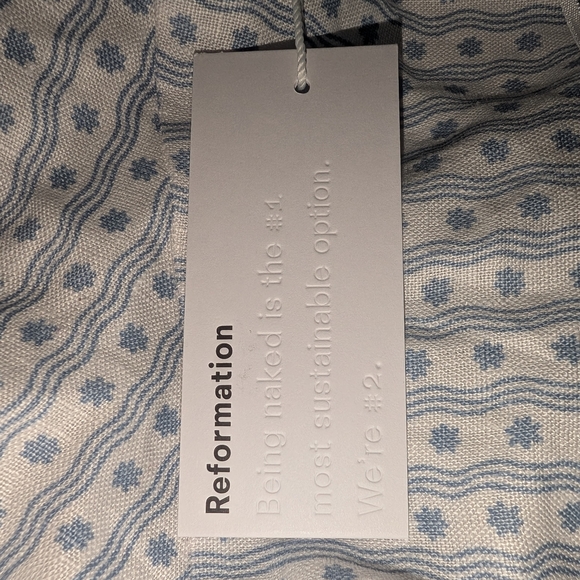 Reformation
Being naked is the #1
most sustainable option.
We're #2.